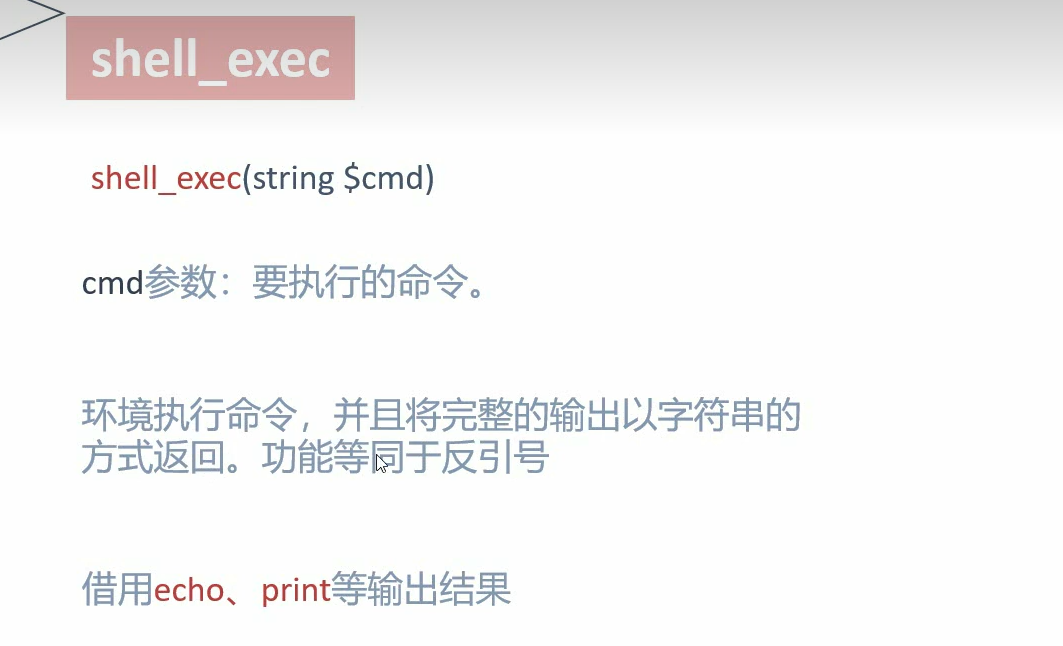 shell_exec
shell_exec(string $cmd)
cmd参数：要执行的命令。
环境执行命令，并且将完整的输出以字符串的
方式返回。功能等同于反引号
借用echo、print等输出结果